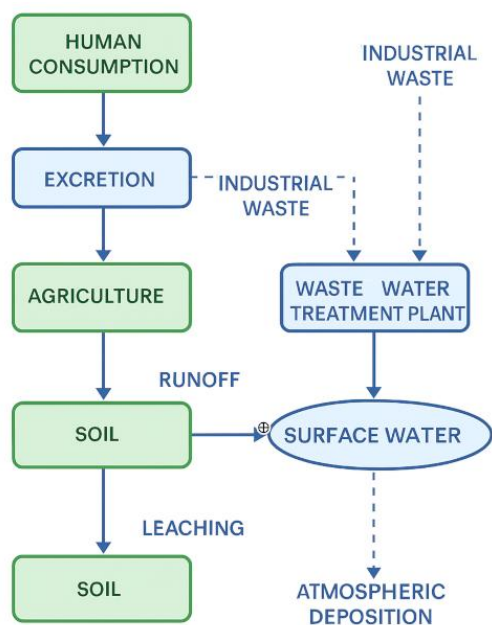 HUMAN
CONSUMPTION
INDUSTRIAL
WASTE
EXCRETION
INDUSTRIAL
WASTE
AGRICULTURE
WASTE WATER
TREATMENT PLANT
RUNOFF
SOIL
SURFACE WATER
LEACHING
SOIL
ATMOSPHERIC
DEPOSITION